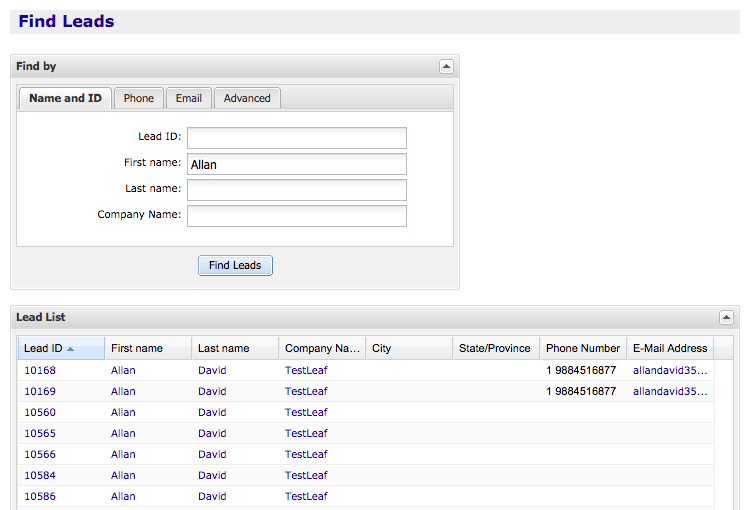 Find Leads
Find by
Name and ID Phone Email Advanced
Lead ID:
First name: Allan
Last name:
Company Name:
Find Leads
Lead List
Lead ID First name Last name Company Na... City State/Province Phone Number E-Mail Address
10168 Allan David TestLeaf 1 9884516877 allandavid35...
10169 Allan David TestLeaf 1 9884516877 allandavid35...
10560 Allan David TestLeaf
10565 Allan David TestLeaf
10566 Allan David TestLeaf
10584 Allan David TestLeaf
10586 Allan David TestLeaf